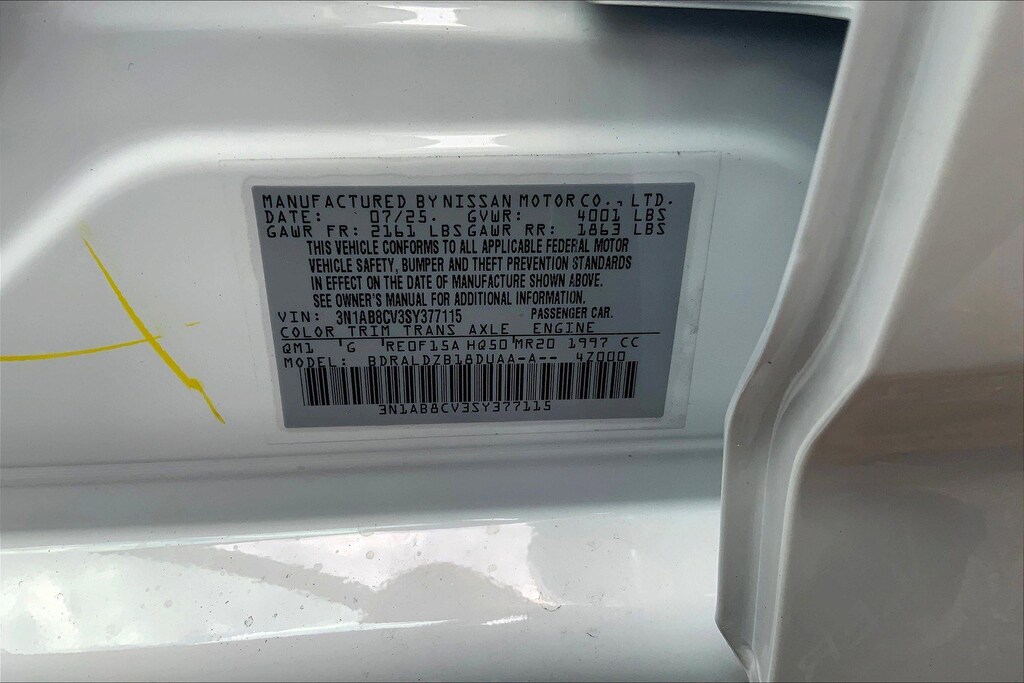 MANUFACTURED BY NISSAN MOTOR CO., LTD.
DATE: 07/25. GVWR: 4001 LBS
GAWR FR: 2161 LBS GAWR RR: 1863 LBS
THIS VEHICLE CONFORMS TO ALL APPLICABLE FEDERAL MOTOR
VEHICLE SAFETY, BUMPER AND THEFT PREVENTION STANDARDS
IN EFFECT ON THE DATE OF MANUFACTURE SHOWN ABOVE.
SEE OWNER'S MANUAL FOR ADDITIONAL INFORMATION.
VIN: 3N1AB8CV3SY377115 PASSENGER CAR.
COLOR TRIM TRANS AXLE ENGINE
QM1 'G 'RE0F15A HQ50'MR20 1997 CC
MODEL: BDRALDZB18DUAA-A-- 4Z000
3N1AB8CV3SY377115